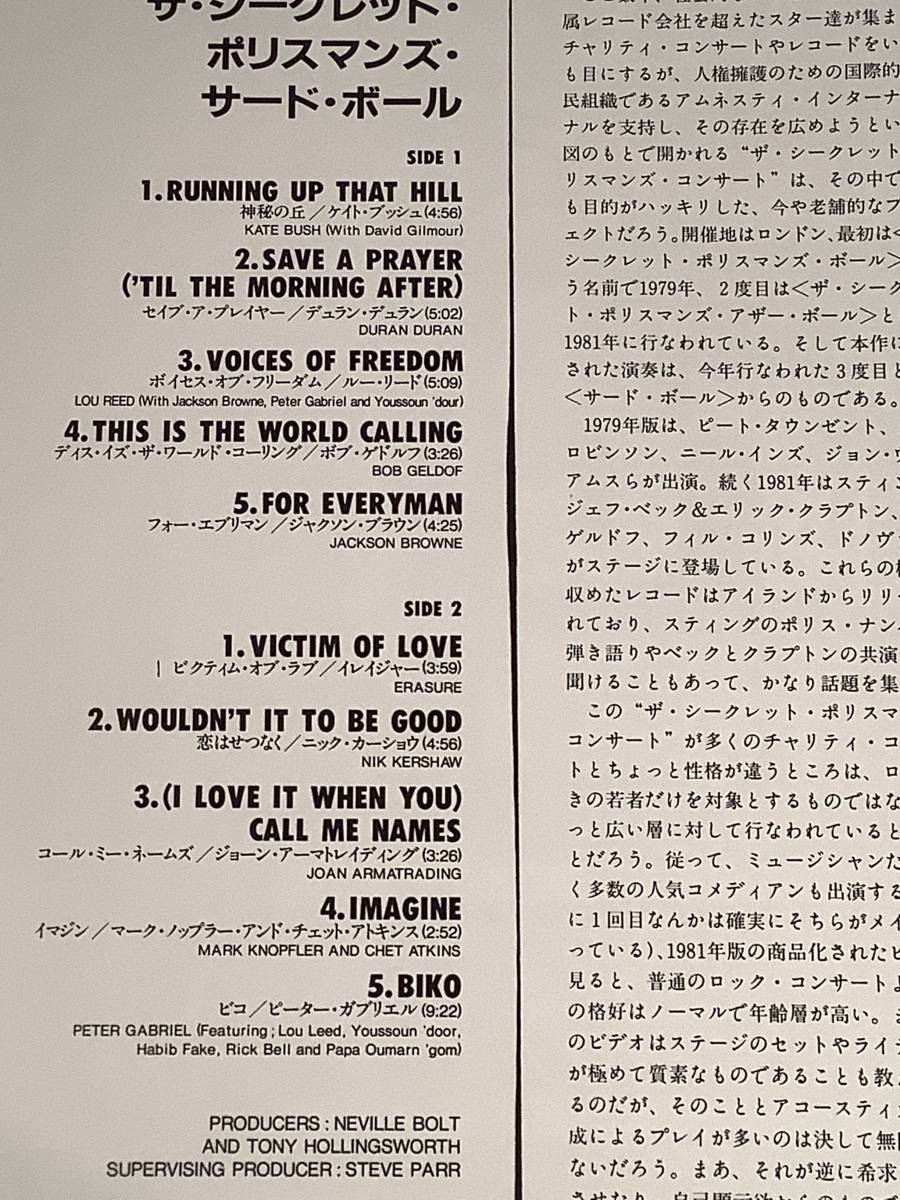 ザ・シークレット・
ポリスマンズ・
サード・ボール
SIDE 1
1.RUNNING UP THAT HILL
神秘の丘／ケイト・ブッシュ(4:56)
KATE BUSH (With David Gilmour)
2.SAVE A PRAYER
('TIL THE MORNING AFTER)
セイブ・ア・プレイヤー／デュラン・デュラン(5:02)
DURAN DURAN
3.VOICES OF FREEDOM
ボイセス・オブ・フリーダム／ルー・リード(5:09)
LOU REED (With Jackson Browne, Peter Gabriel and Youssoun 'dour)
4.THIS IS THE WORLD CALLING
ディス・イズ・ザ・ワールド・コーリング／ボブ・ゲドルフ(3:26)
BOB GELDOF
5.FOR EVERYMAN
フォー・エブリマン／ジャクソン・ブラウン(4:25)
JACKSON BROWNE
SIDE 2
1.VICTIM OF LOVE
ビクティム・オブ・ラブ／イレイジャー(3:59)
ERASURE
2.WOULDN'T IT TO BE GOOD
恋はせつなく／ニック・カーショウ(4:56)
NIK KERSHAW
3.(I LOVE IT WHEN YOU)
CALL ME NAMES
コール・ミー・ネームズ／ジョーン・アーマトレイディング(3:26)
JOAN ARMATRADING
4.IMAGINE
イマジン／マーク・ノップラー・アンド・チェット・アトキンス(2:52)
MARK KNOPFLER AND CHET ATKINS
5.BIKO
ビコ／ピーター・ガブリエル(9:22)
PETER GABRIEL (Featuring ; Lou Leed, Youssoun 'door,
Habib Fake, Rick Bell and Papa Oumarn 'gom)
PRODUCERS : NEVILLE BOLT
AND TONY HOLLINGSWORTH
SUPERVISING PRODUCER : STEVE PARR
属レコード会社を超えたスター達が集ま
チャリティ・コンサートやレコードをい
も目にするが、人権擁護のための国際的
民組織であるアムネスティ・インターナ
ナルを支持し、その存在を広めようとい
図のもとで開かれる“ザ・シークレット
リスマンズ・コンサート”は、その中で
も目的がハッキリした、今や老舗的なプ
ェクトだろう。開催地はロンドン、最初は<
シークレット・ポリスマンズ・ボール>
う名前で1979年、2度目は<ザ・シーク
ト・ポリスマンズ・アザー・ボール>と
1981年に行なわれている。そして本作に
された演奏は、今年行なわれた3度目と
<サード・ボール>からのものである。
1979年版は、ピート・タウンゼント、
ロビンソン、ニール・インズ、ジョン・ウ
アムスらが出演。続く1981年はスティン
ジェフ・ベック&エリック・クラプトン、
ゲルドフ、フィル・コリンズ、ドノヴァ
がステージに登場している。これらの模
収めたレコードはアイランドからリリー
れており、スティングのポリス・ナンバ
弾き語りやベックとクラプトンの共演
聞けることもあって、かなり話題を集
この“ザ・シークレット・ポリスマ
コンサート”が多くのチャリティ・コ
トとちょっと性格が違うところは、ロ
きの若者だけを対象とするものではな
っと広い層に対して行なわれていると
とだろう。従って、ミュージシャンだ
く多数の人気コメディアンも出演する
に1回目なんかは確実にそちらがメイ
っている)、1981年版の商品化されたビ
見ると、普通のロック・コンサートよ
の格好はノーマルで年齢層が高い。ま
のビデオはステージのセットやライテ
が極めて質素なものであることも教え
るのだが、そのこととアコースティ
成によるプレイが多いのは決して無関
ないだろう。まあ、それが逆に希求